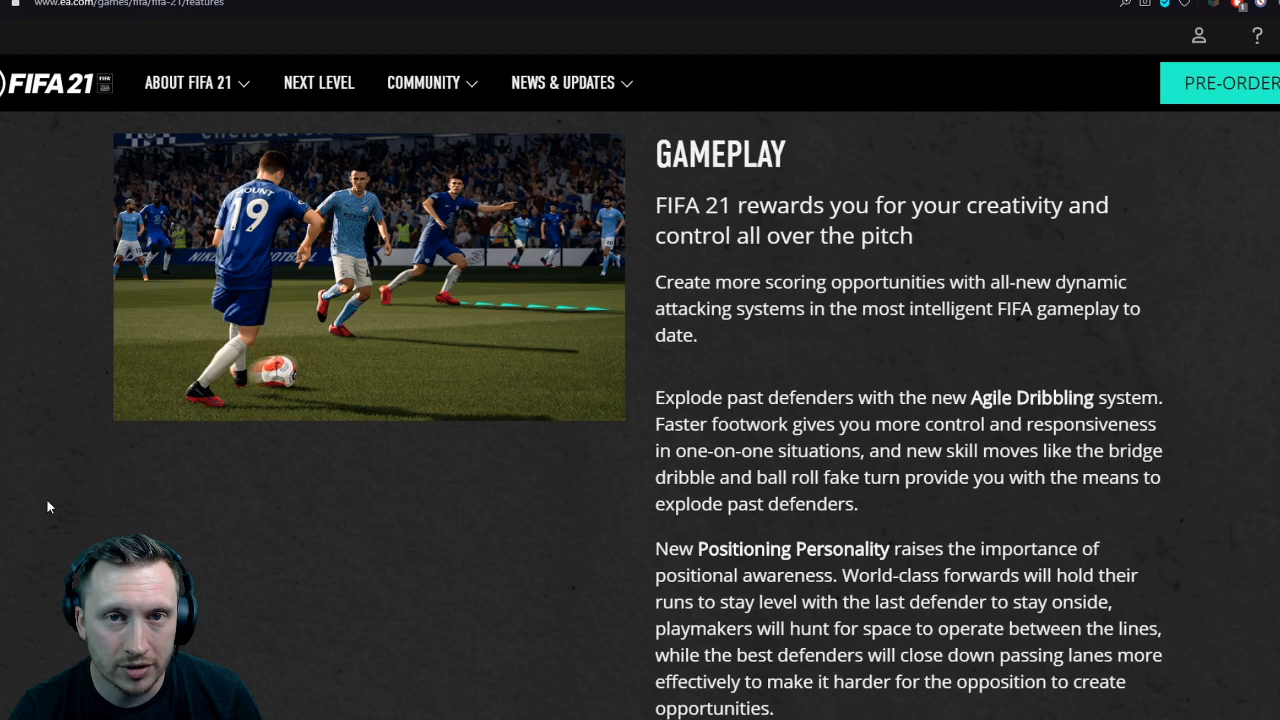 www.ea.com/games/fifa/fifa-21/features
FIFA 21
ABOUT FIFA 21
NEXT LEVEL
COMMUNITY
NEWS & UPDATES
PRE-ORDER
MOUNT
19
GAMEPLAY
FIFA 21 rewards you for your creativity and
control all over the pitch
Create more scoring opportunities with all-new dynamic
attacking systems in the most intelligent FIFA gameplay to
date.
Explode past defenders with the new Agile Dribbling system.
Faster footwork gives you more control and responsiveness
in one-on-one situations, and new skill moves like the bridge
dribble and ball roll fake turn provide you with the means to
explode past defenders.
New Positioning Personality raises the importance of
positional awareness. World-class forwards will hold their
runs to stay level with the last defender to stay onside,
playmakers will hunt for space to operate between the lines,
while the best defenders will close down passing lanes more
effectively to make it harder for the opposition to create
opportunities.